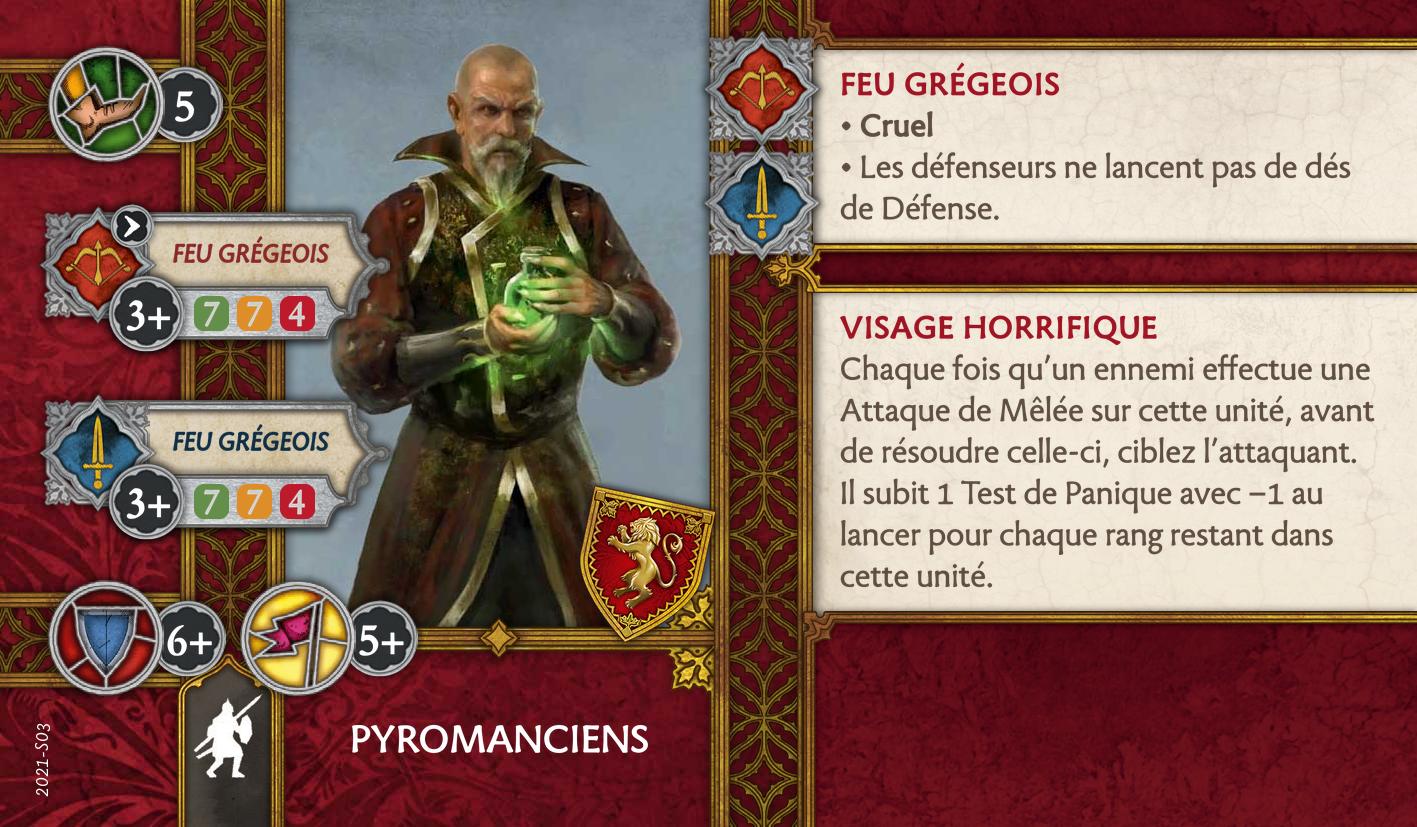 5
FEU GRÉGEOIS
3+ 7 7 4
FEU GRÉGEOIS
3+ 7 7 4
6+ 5+
PYROMANCIENS
2021-S03
FEU GRÉGEOIS
• Cruel
• Les défenseurs ne lancent pas de dés
de Défense.
VISAGE HORRIFIQUE
Chaque fois qu’un ennemi effectue une
Attaque de Mêlée sur cette unité, avant
de résoudre celle-ci, ciblez l’attaquant.
Il subit 1 Test de Panique avec −1 au
lancer pour chaque rang restant dans
cette unité.